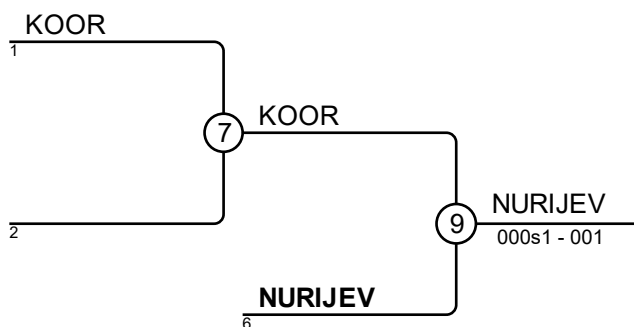 KOOR
1
7
KOOR
2
9
NURIJEV
000s1 - 001
NURIJEV
6